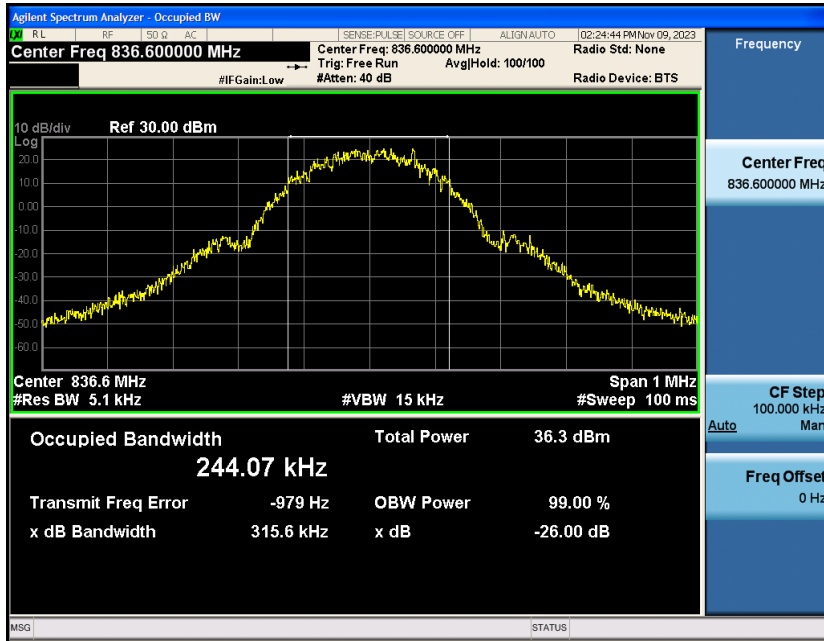 Agilent Spectrum Analyzer - Occupied BW
LXI RL RF 50 Ω AC SENSE:PULSE SOURCE OFF ALIGN AUTO 02:24:44 PM Nov 09, 2023
Center Freq 836.600000 MHz
Center Freq: 836.600000 MHz
Radio Std: None
Trig: Free Run Avg|Hold: 100/100
#IFGain:Low #Atten: 40 dB Radio Device: BTS
10 dB/div Ref 30.00 dBm
Log
20.0
10.0
0.00
-10.0
-20.0
-30.0
-40.0
-50.0
-60.0
Center 836.6 MHz Span 1 MHz
#Res BW 5.1 kHz #VBW 15 kHz #Sweep 100 ms
Occupied Bandwidth Total Power 36.3 dBm
244.07 kHz
Transmit Freq Error -979 Hz OBW Power 99.00 %
x dB Bandwidth 315.6 kHz x dB -26.00 dB
MSG STATUS
Frequency
Center Freq
836.600000 MHz
CF Step
100.000 kHz
Auto Man
Freq Offset
0 Hz